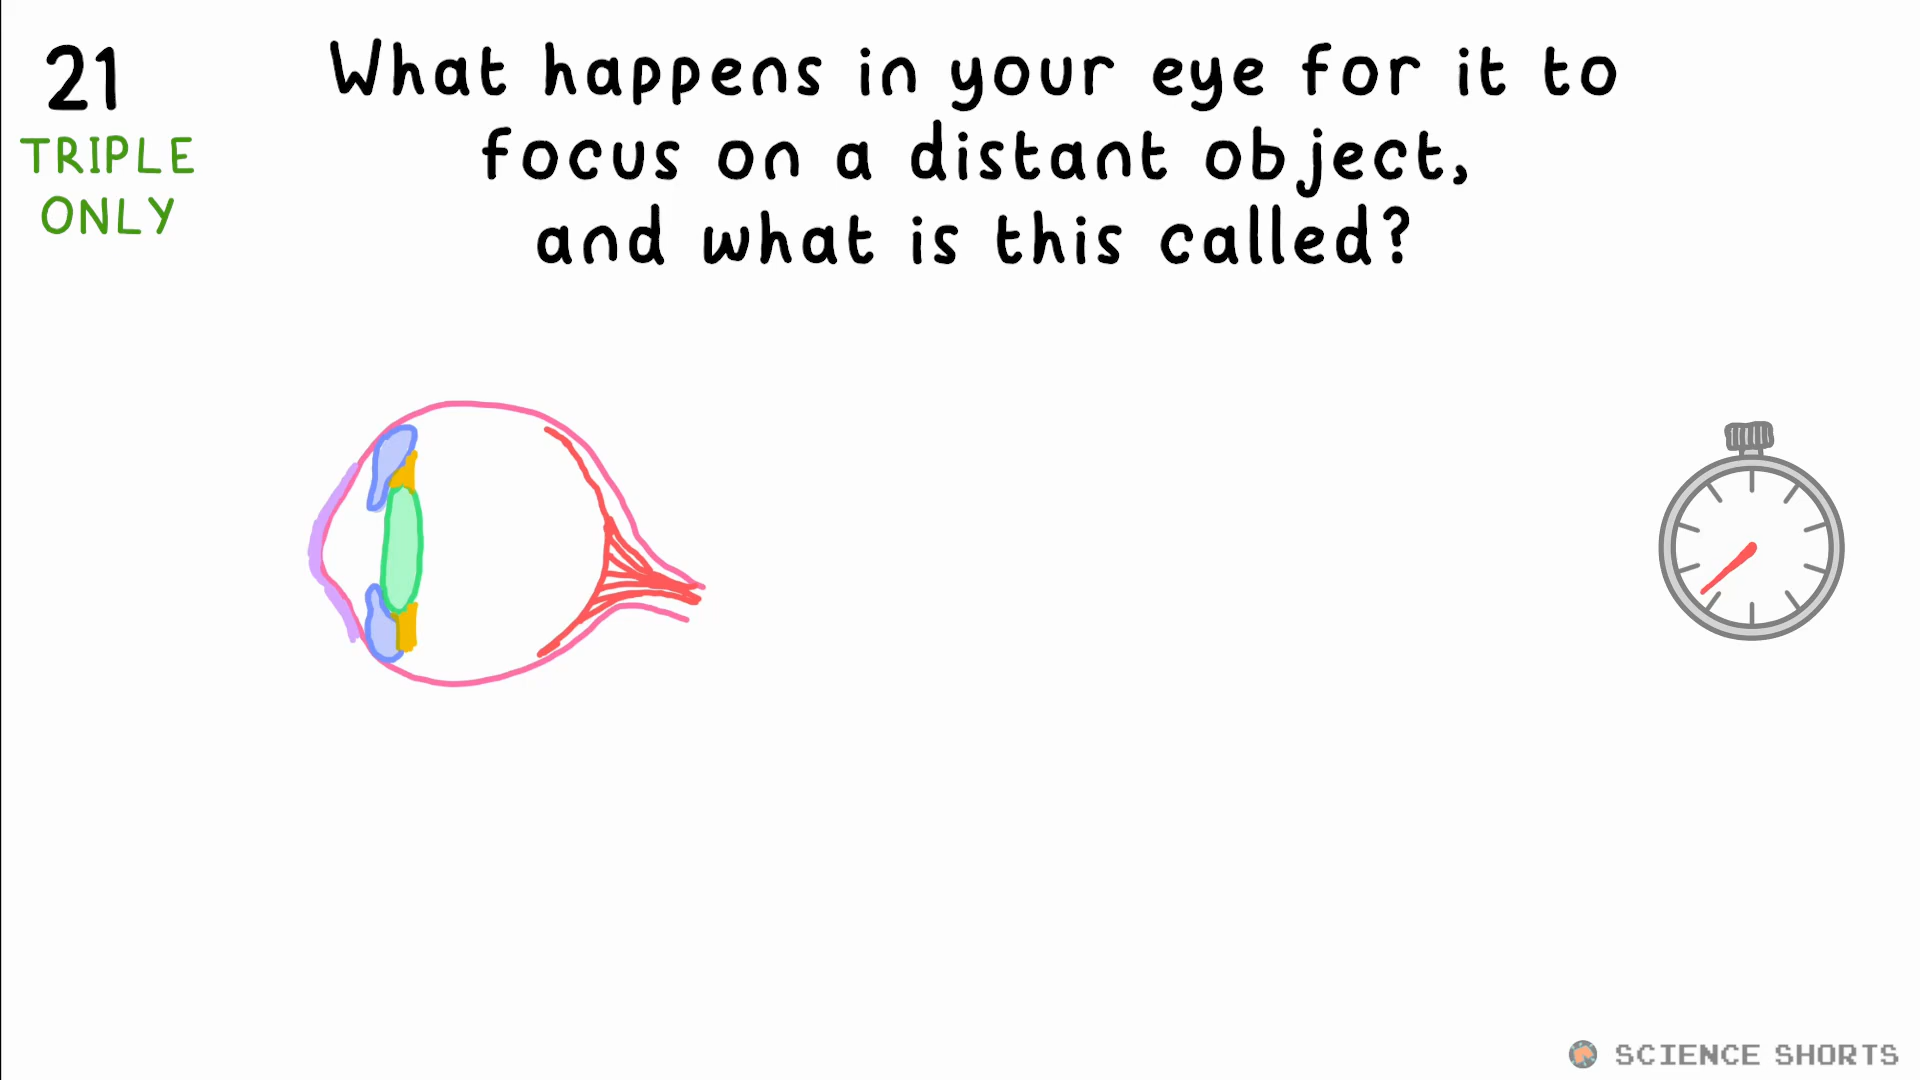 21
TRIPLE
ONLY
What happens in your eye for it to
focus on a distant object,
and what is this called?
SCIENCE SHORTS